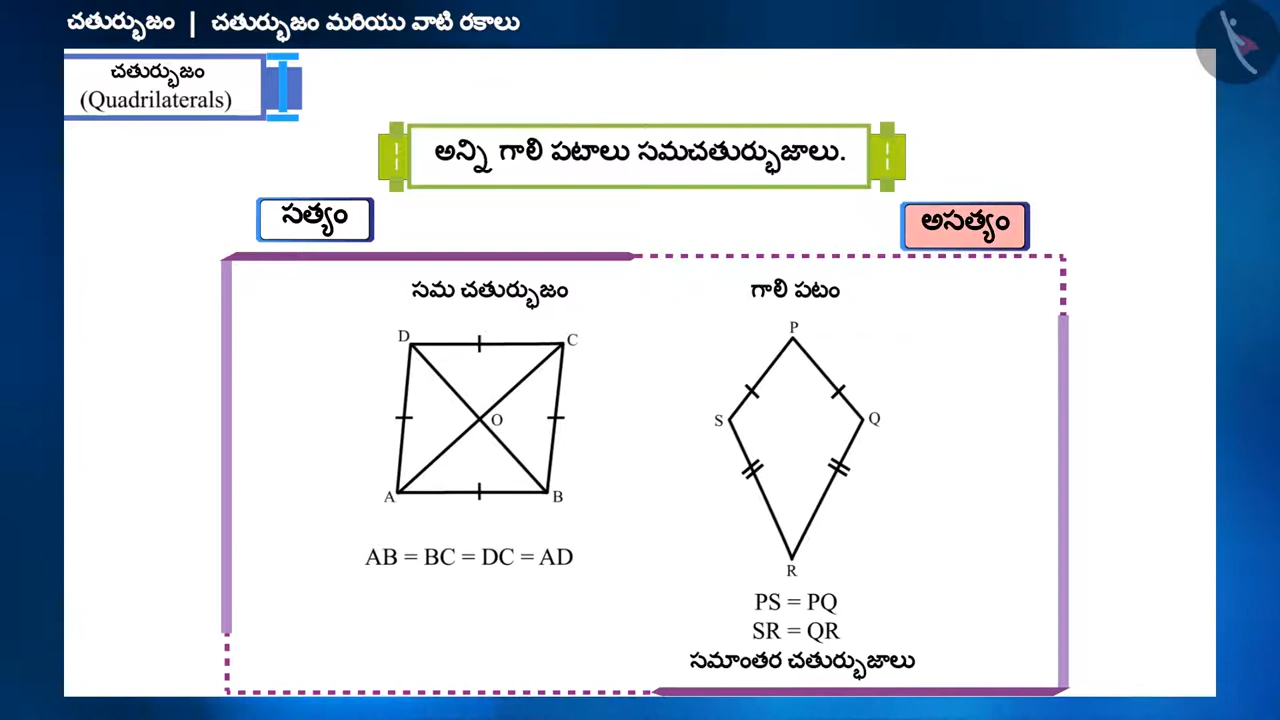 చతుర్భుజం | చతుర్భుజం మరియు వాటి రకాలు
చతుర్భుజం
(Quadrilaterals)
అన్ని గాలి పటాలు సమచతుర్భుజాలు.
సత్యం
అసత్యం
సమ చతుర్భుజం
గాలి పటం
D
C
O
A
B
AB = BC = DC = AD
P
S
Q
R
PS = PQ
SR = QR
సమాంతర చతుర్భుజాలు